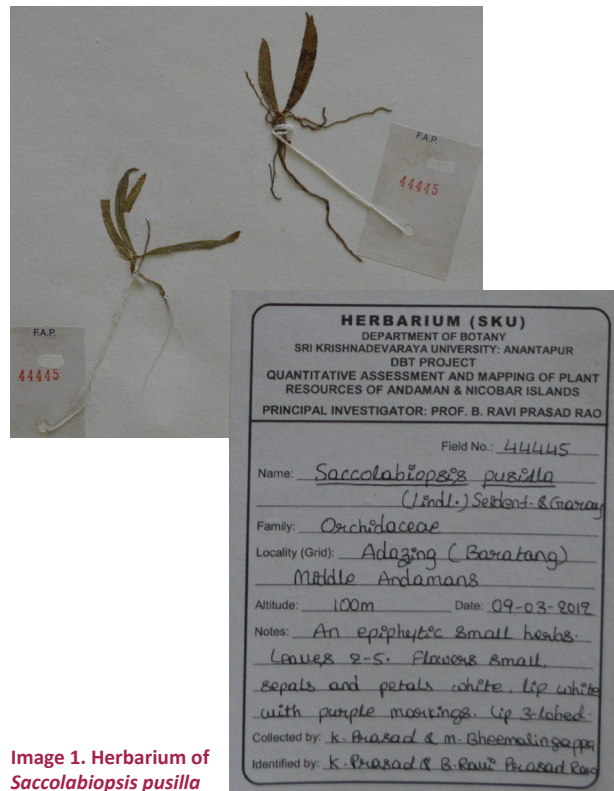 F.A.P.
44445
F.A.P.
44445
HERBARIUM (SKU)
DEPARTMENT OF BOTANY
SRI KRISHNADEVARAYA UNIVERSITY: ANANTAPUR
DBT PROJECT
QUANTITATIVE ASSESSMENT AND MAPPING OF PLANT
RESOURCES OF ANDAMAN & NICOBAR ISLANDS
PRINCIPAL INVESTIGATOR: PROF. B. RAVI PRASAD RAO
Field No.: 44445
Name: Saccolabiopsis pusilla
(Lindl.) Seident. & Garay
Family: Orchidaceae
Locality (Grid): Adazing (Baratang)
Middle Andamans
Altitude: 100m Date: 09-03-2012
Notes: An epiphytic small herbs.
Leaves 2-5. Flowers small,
sepals and petals white, lip white
with purple markings. Lip 3-lobed.
Collected by: K. Prasad & M. Bheemalingappa
Identified by: K. Prasad & B. Ravi Prasad Rao
Image 1. Herbarium of
Saccolabiopsis pusilla